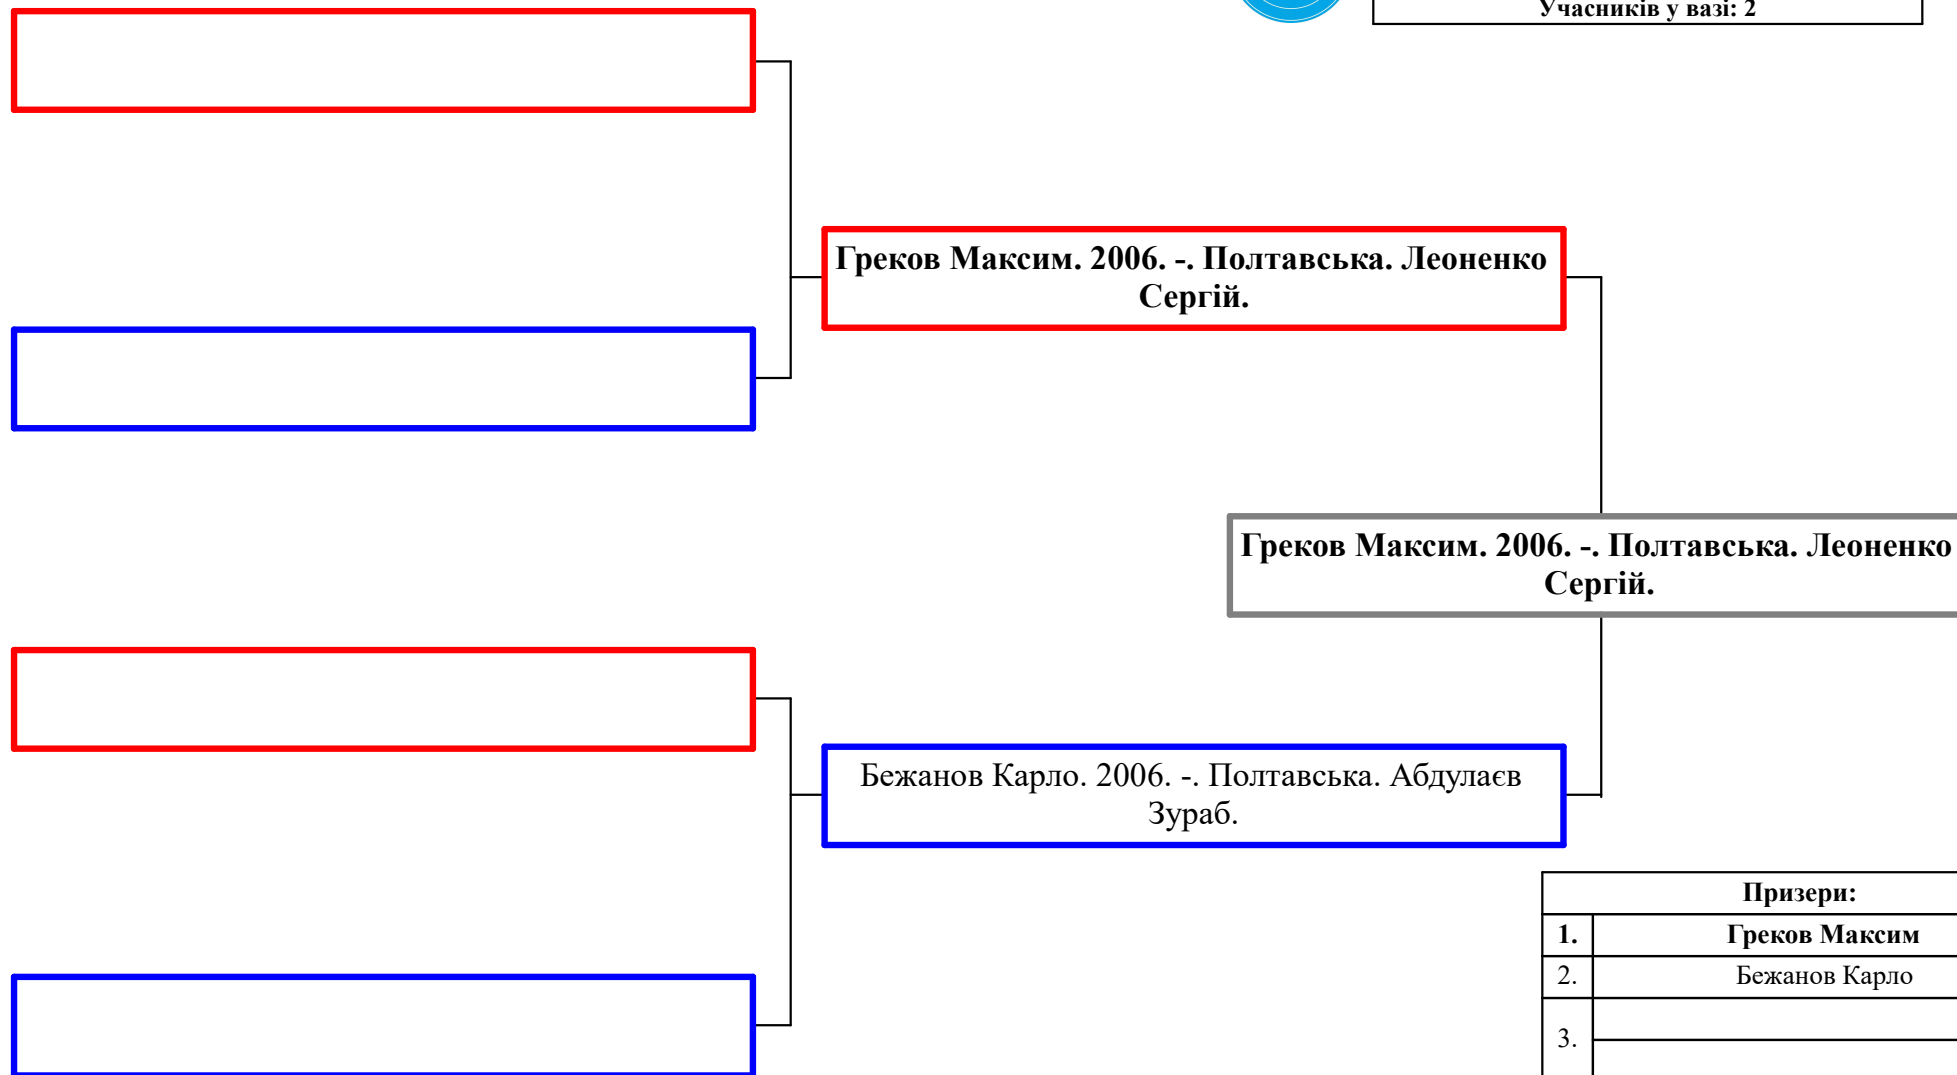 Учасників у вазі: 2
Греков Максим. 2006. -. Полтавська. Леоненко
Сергій.
Греков Максим. 2006. -. Полтавська. Леоненко
Сергій.
Бежанов Карло. 2006. -. Полтавська. Абдулаєв
Зураб.
Призери:
1. Греков Максим
2. Бежанов Карло
3.